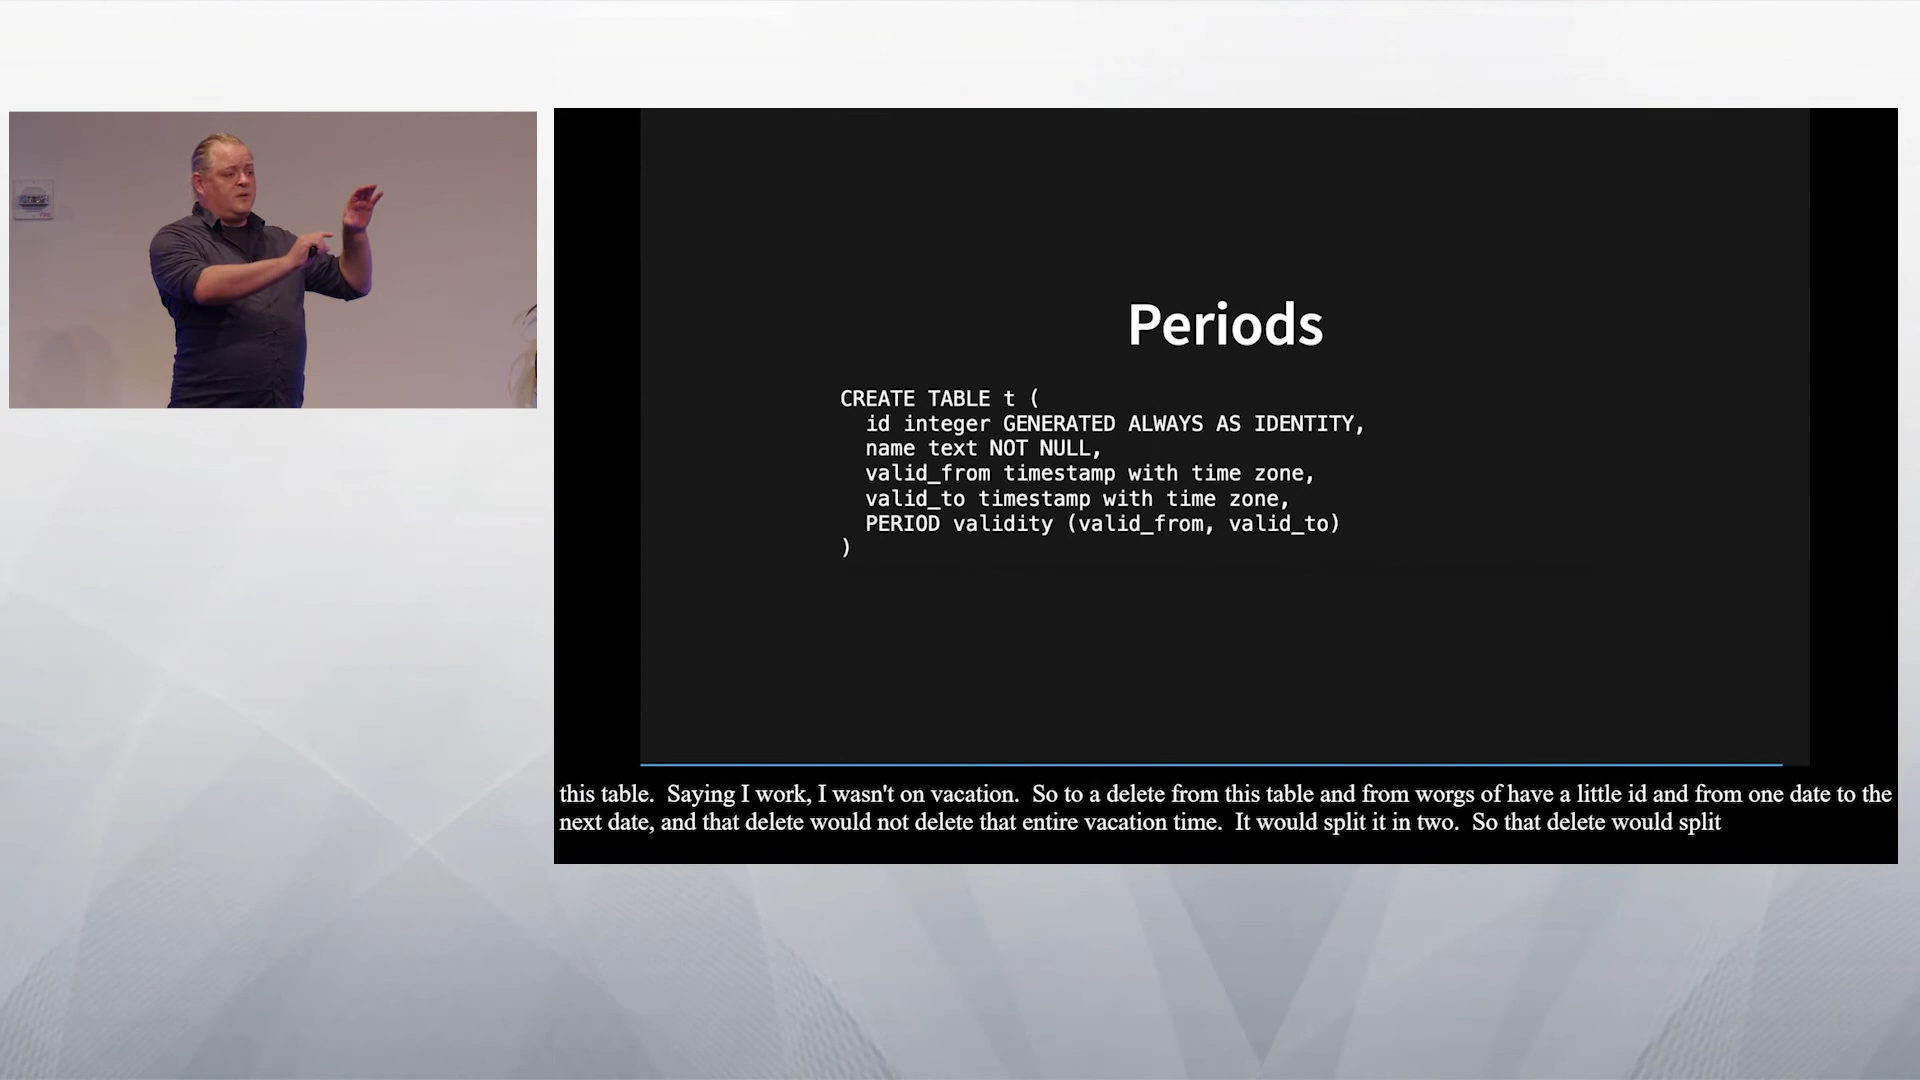 Periods
CREATE TABLE t (
  id integer GENERATED ALWAYS AS IDENTITY,
  name text NOT NULL,
  valid_from timestamp with time zone,
  valid_to timestamp with time zone,
  PERIOD validity (valid_from, valid_to)
)
this table.  Saying I work, I wasn't on vacation.  So to a delete from this table and from worgs of have a little id and from one date to the
next date, and that delete would not delete that entire vacation time.  It would split it in two.  So that delete would split